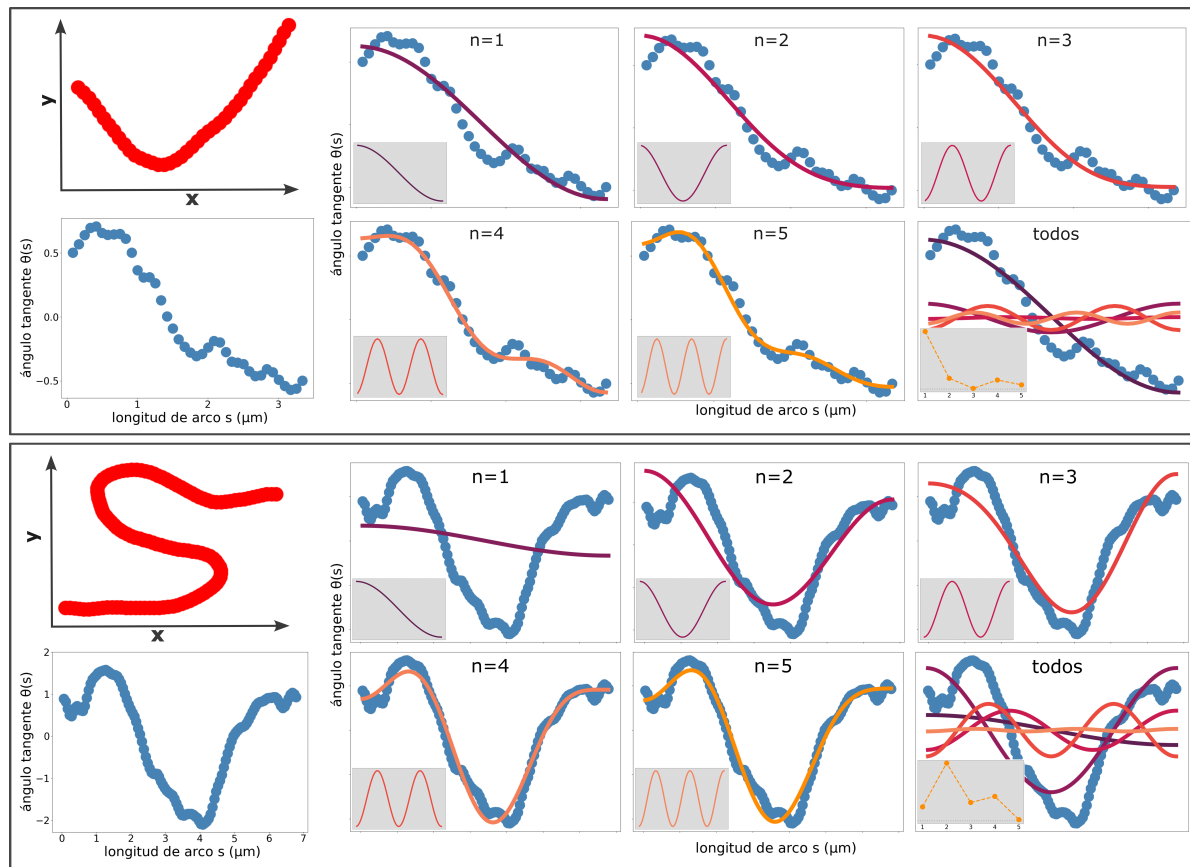 y
x
n=1
n=2
n=3
ángulo tangente θ(s)
n=4
n=5
todos
1 2 3 4 5
longitud de arco s (μm)
ángulo tangente θ(s)
0.5
0.0
−0.5
0 1 2 3
longitud de arco s (μm)
y
x
n=1
n=2
n=3
ángulo tangente θ(s)
n=4
n=5
todos
1 2 3 4 5
longitud de arco s (μm)
ángulo tangente θ(s)
2
1
0
−1
−2
0 1 2 3 4 5 6 7
longitud de arco s (μm)